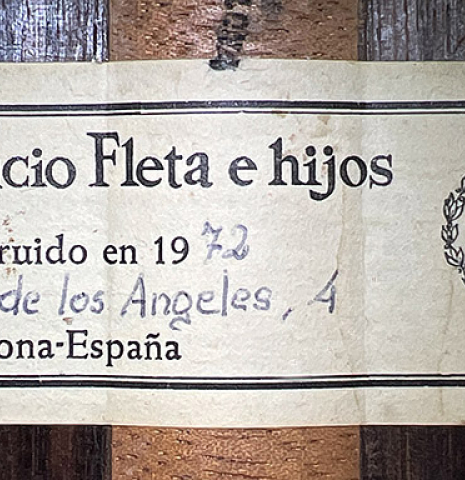 cio Fleta e hijos
ruido en 1972
de los Angeles, 4
ona-España